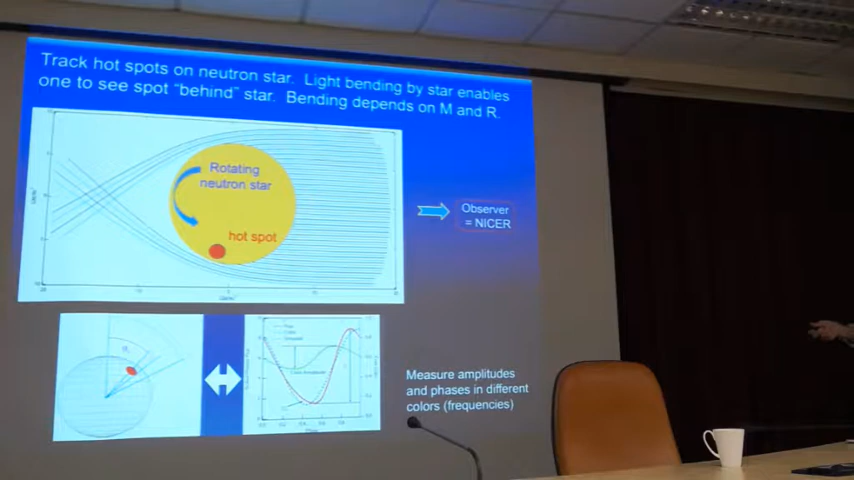 Track hot spots on neutron star. Light bending by star enables
one to see spot "behind" star. Bending depends on M and R.
Rotating
neutron star
hot spot
Observer
= NICER
Measure amplitudes
and phases in different
colors (frequencies)